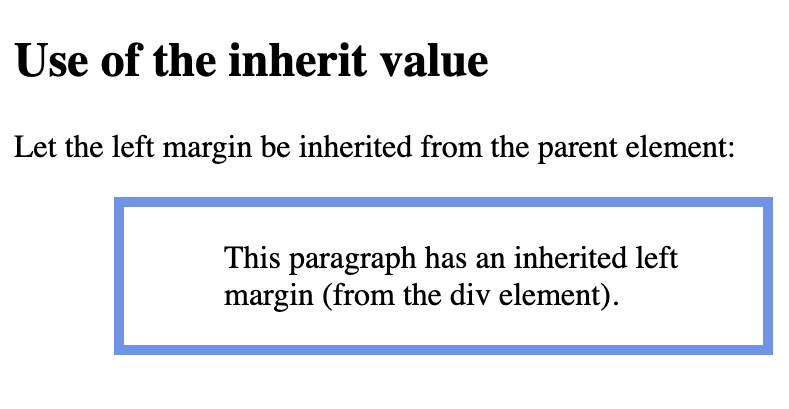 Use of the inherit value
Let the left margin be inherited from the parent element:
This paragraph has an inherited left
margin (from the div element).